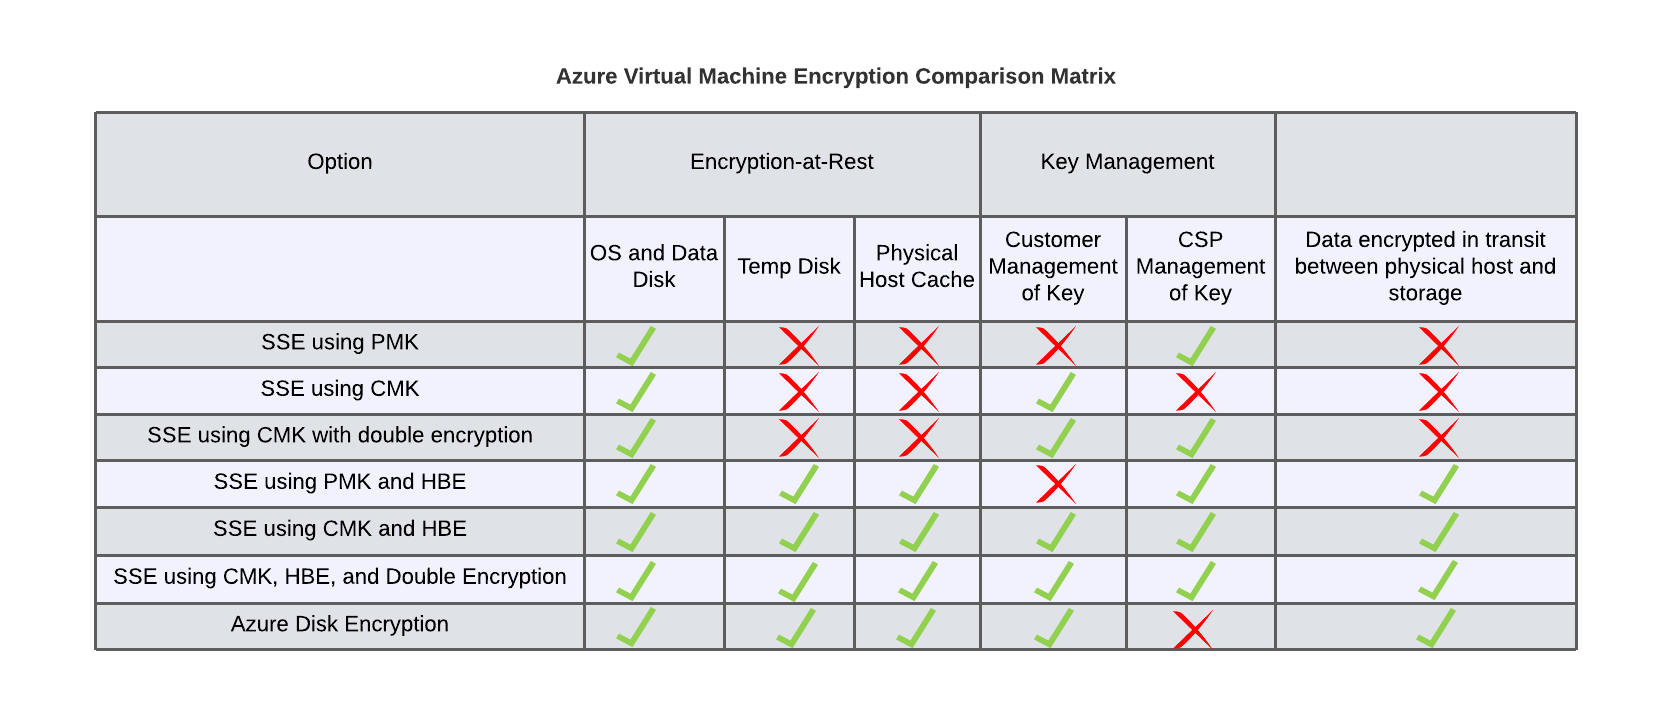 Azure Virtual Machine Encryption Comparison Matrix
Option
Encryption-at-Rest
Key Management
OS and Data
Disk
Temp Disk
Physical
Host Cache
Customer
Management
of Key
CSP
Management
of Key
Data encrypted in transit
between physical host and
storage
SSE using PMK
SSE using CMK
SSE using CMK with double encryption
SSE using PMK and HBE
SSE using CMK and HBE
SSE using CMK, HBE, and Double Encryption
Azure Disk Encryption